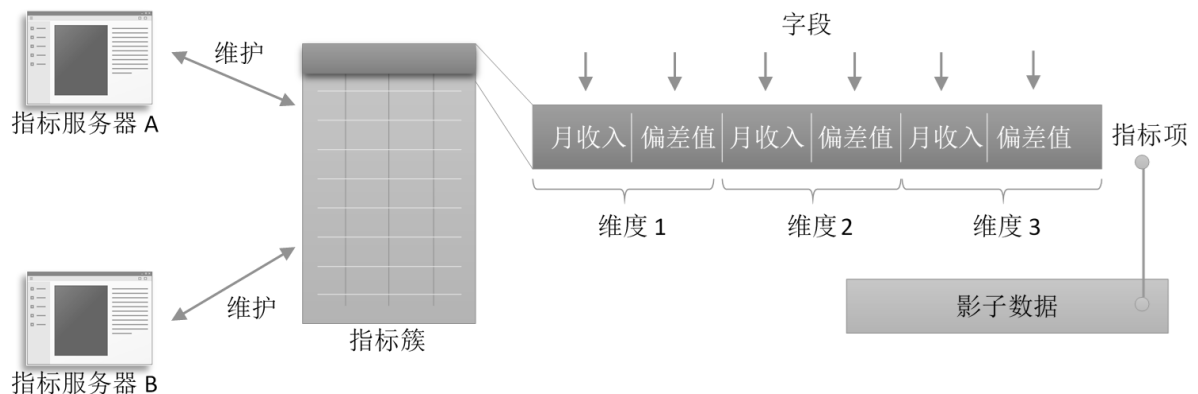 字段
维护
指标服务器 A
月收入 偏差值 月收入 偏差值 月收入 偏差值
指标项
维度 1
维度 2
维度 3
维护
影子数据
指标簇
指标服务器 B